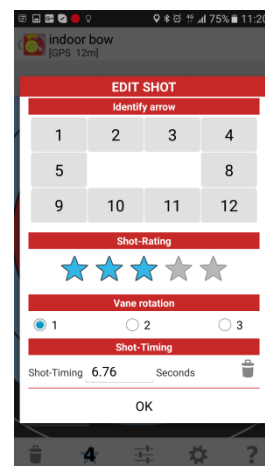 75% 11:20
indoor bow
[GPS 12m]
EDIT SHOT
Identify arrow
1 2 3 4
5 8
9 10 11 12
Shot-Rating
Vane rotation
1 2 3
Shot-Timing
Shot-Timing 6.76 Seconds
OK
4 ?